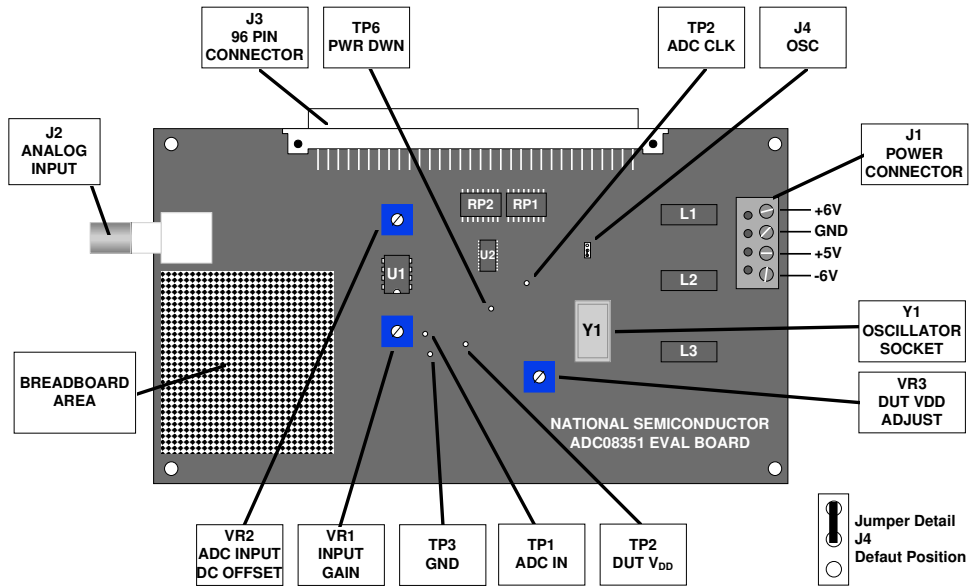 J3
96 PIN
CONNECTOR
TP6
PWR DWN
TP2
ADC CLK
J4
OSC
J2
ANALOG
INPUT
J1
POWER
CONNECTOR
RP2
RP1
L1
+6V
GND
+5V
-6V
U2
U1
L2
Y1
Y1
OSCILLATOR
SOCKET
L3
BREADBOARD
AREA
VR3
DUT VDD
ADJUST
NATIONAL SEMICONDUCTOR
ADC08351 EVAL BOARD
VR2
ADC INPUT
DC OFFSET
VR1
INPUT
GAIN
TP3
GND
TP1
ADC IN
TP2
DUT VDD
Jumper Detail
J4
Defaut Position